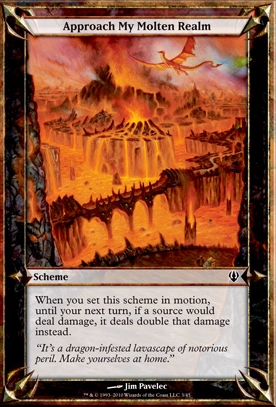 Approach My Molten Realm
Scheme
When you set this scheme in motion,
until your next turn, if a source would
deal damage, it deals double that damage
instead.
“It’s a dragon-infested lavascape of notorious
peril. Make yourselves at home.”
Jim Pavelec
™ & © 1993–2010 Wizards of the Coast LLC 3/45